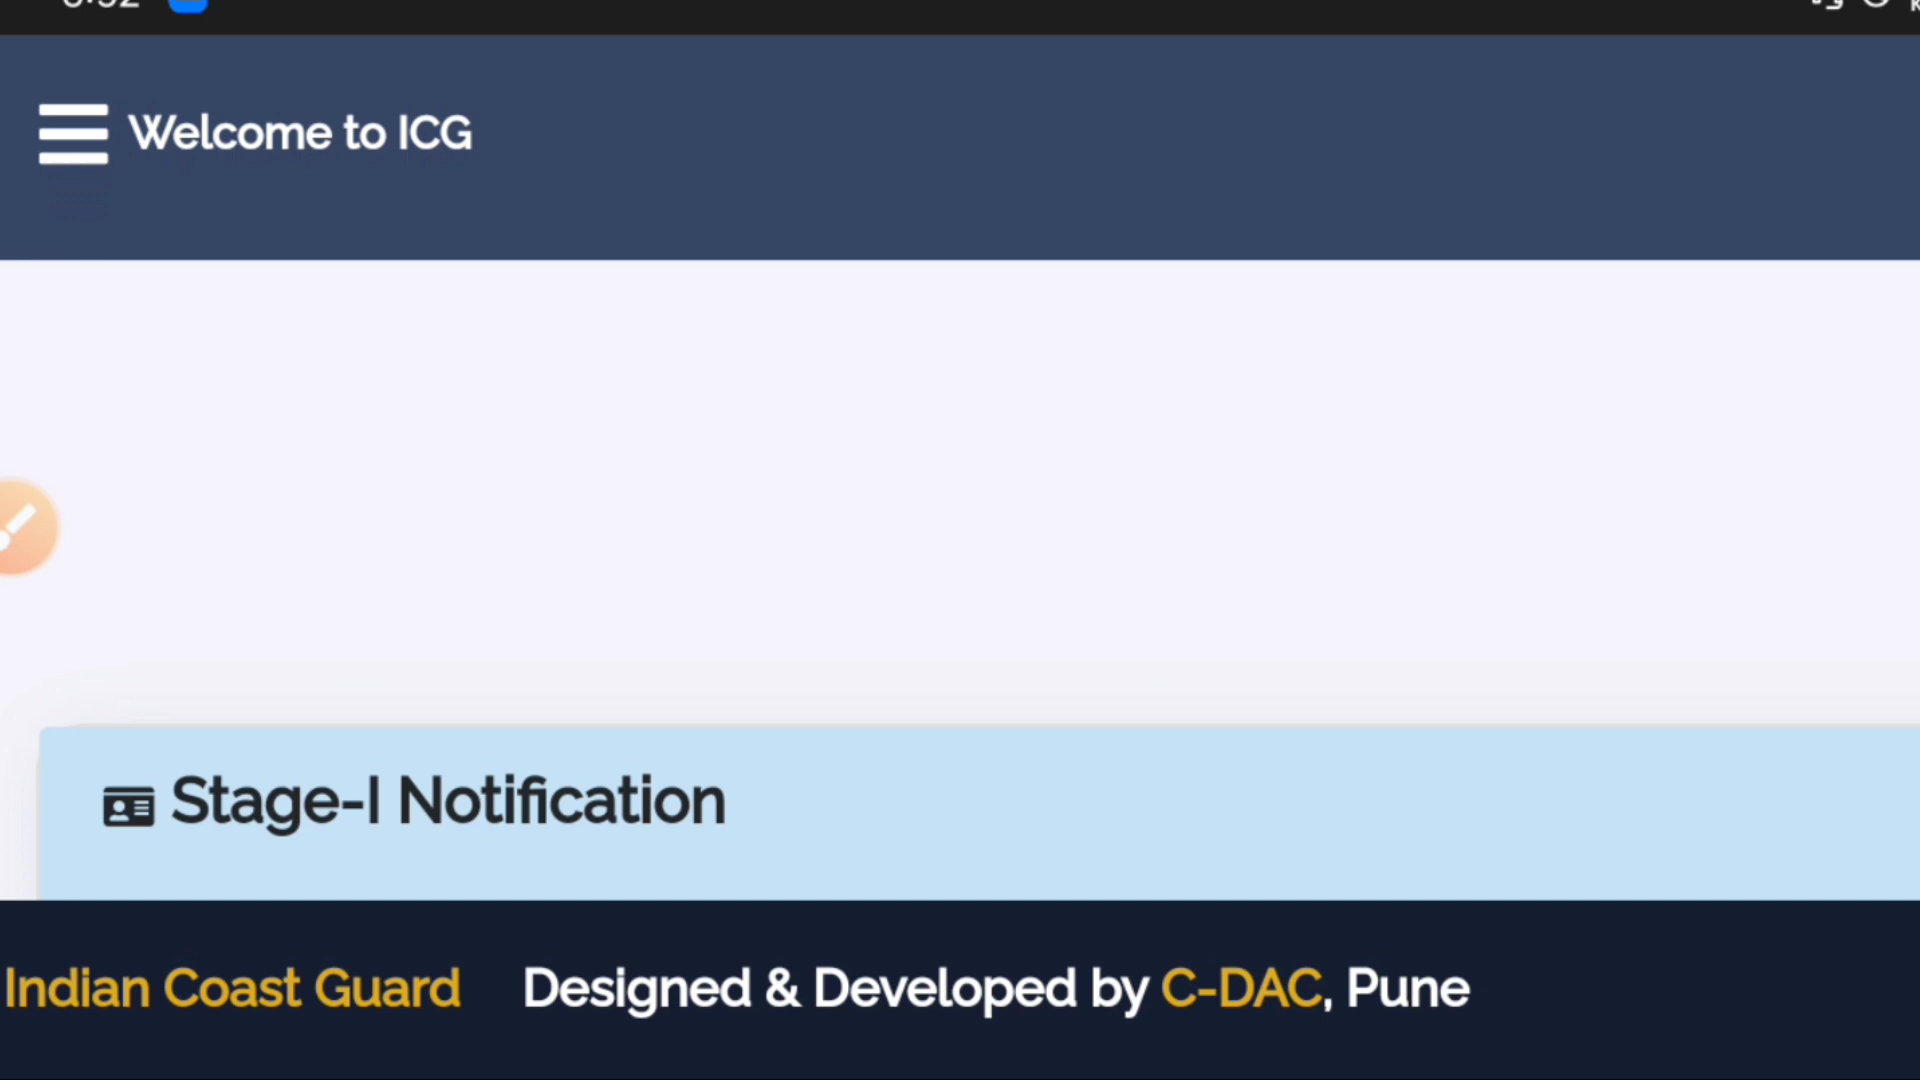 Welcome to ICG
Stage-I Notification
Indian Coast Guard Designed & Developed by C-DAC, Pune